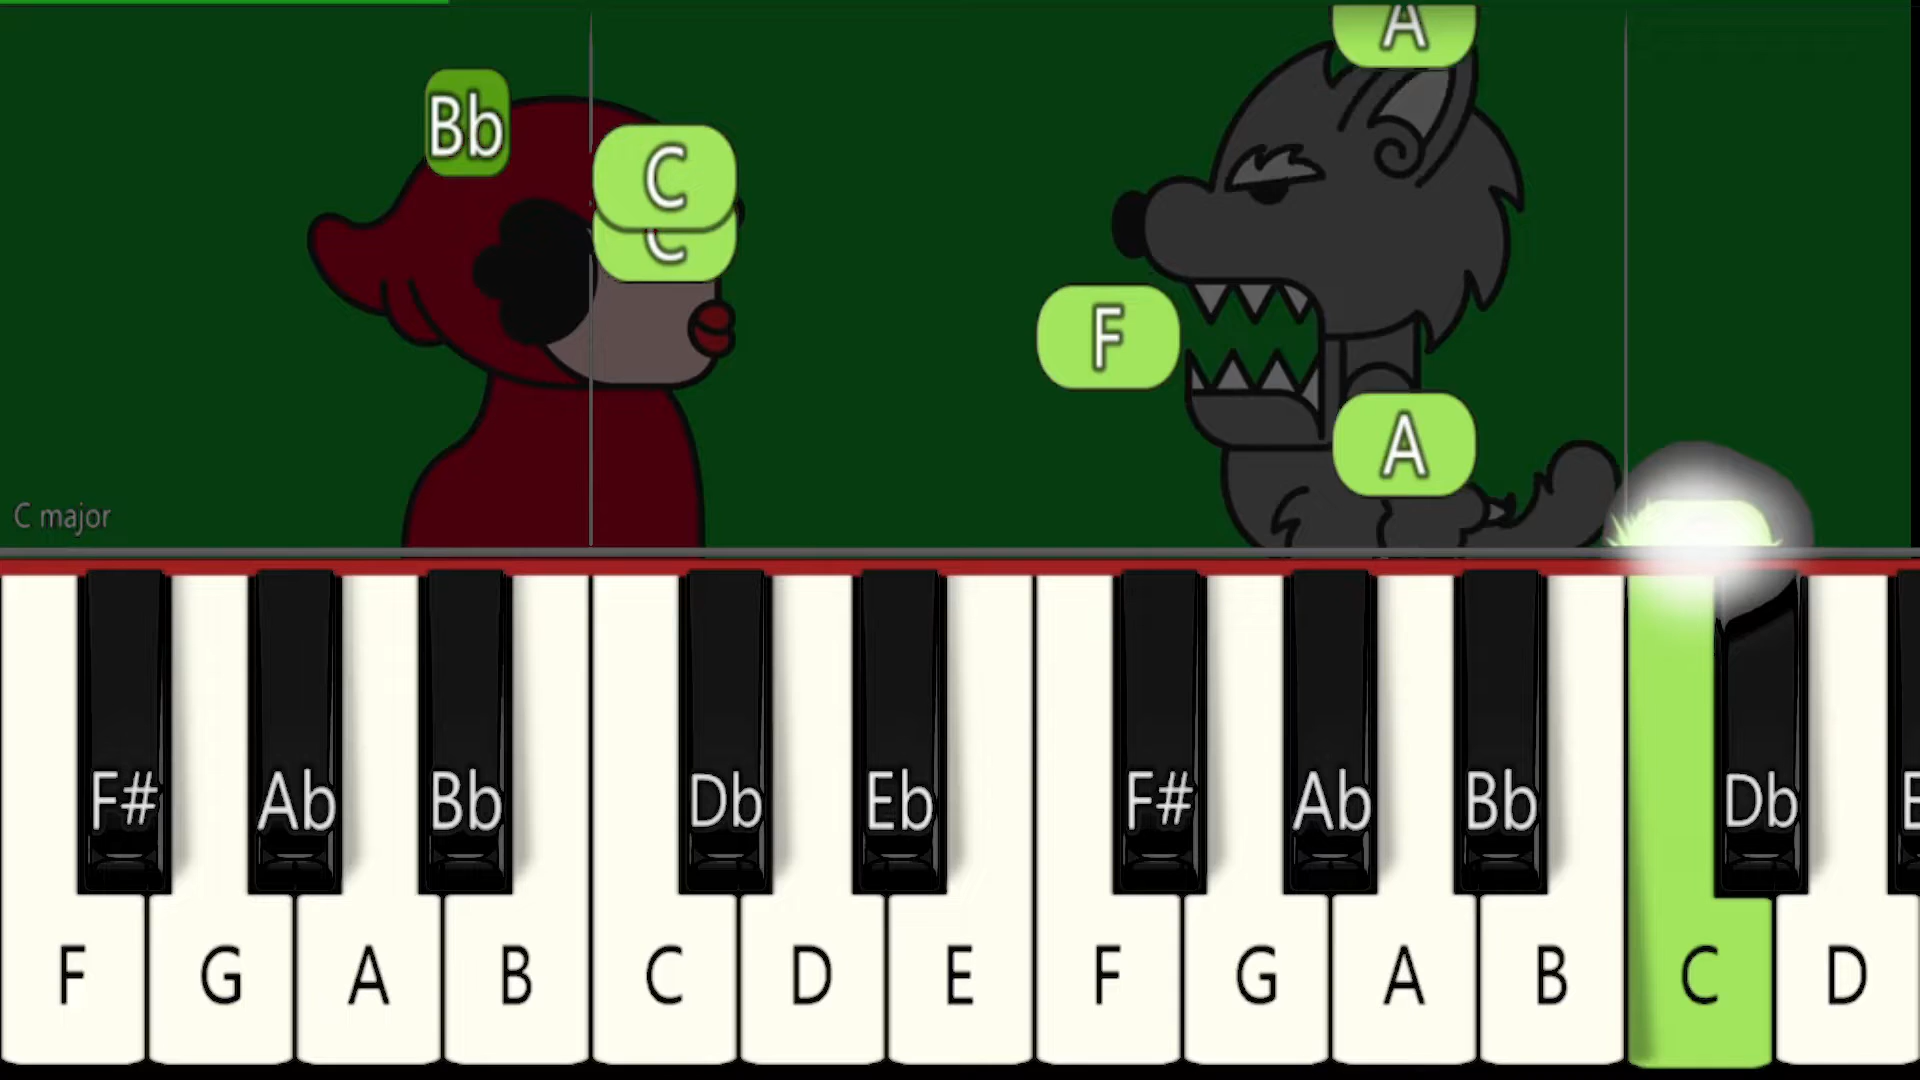 A
Bb
C
C
F
A
C major
F# Ab Bb Db Eb F# Ab Bb Db E
F G A B C D E F G A B C D